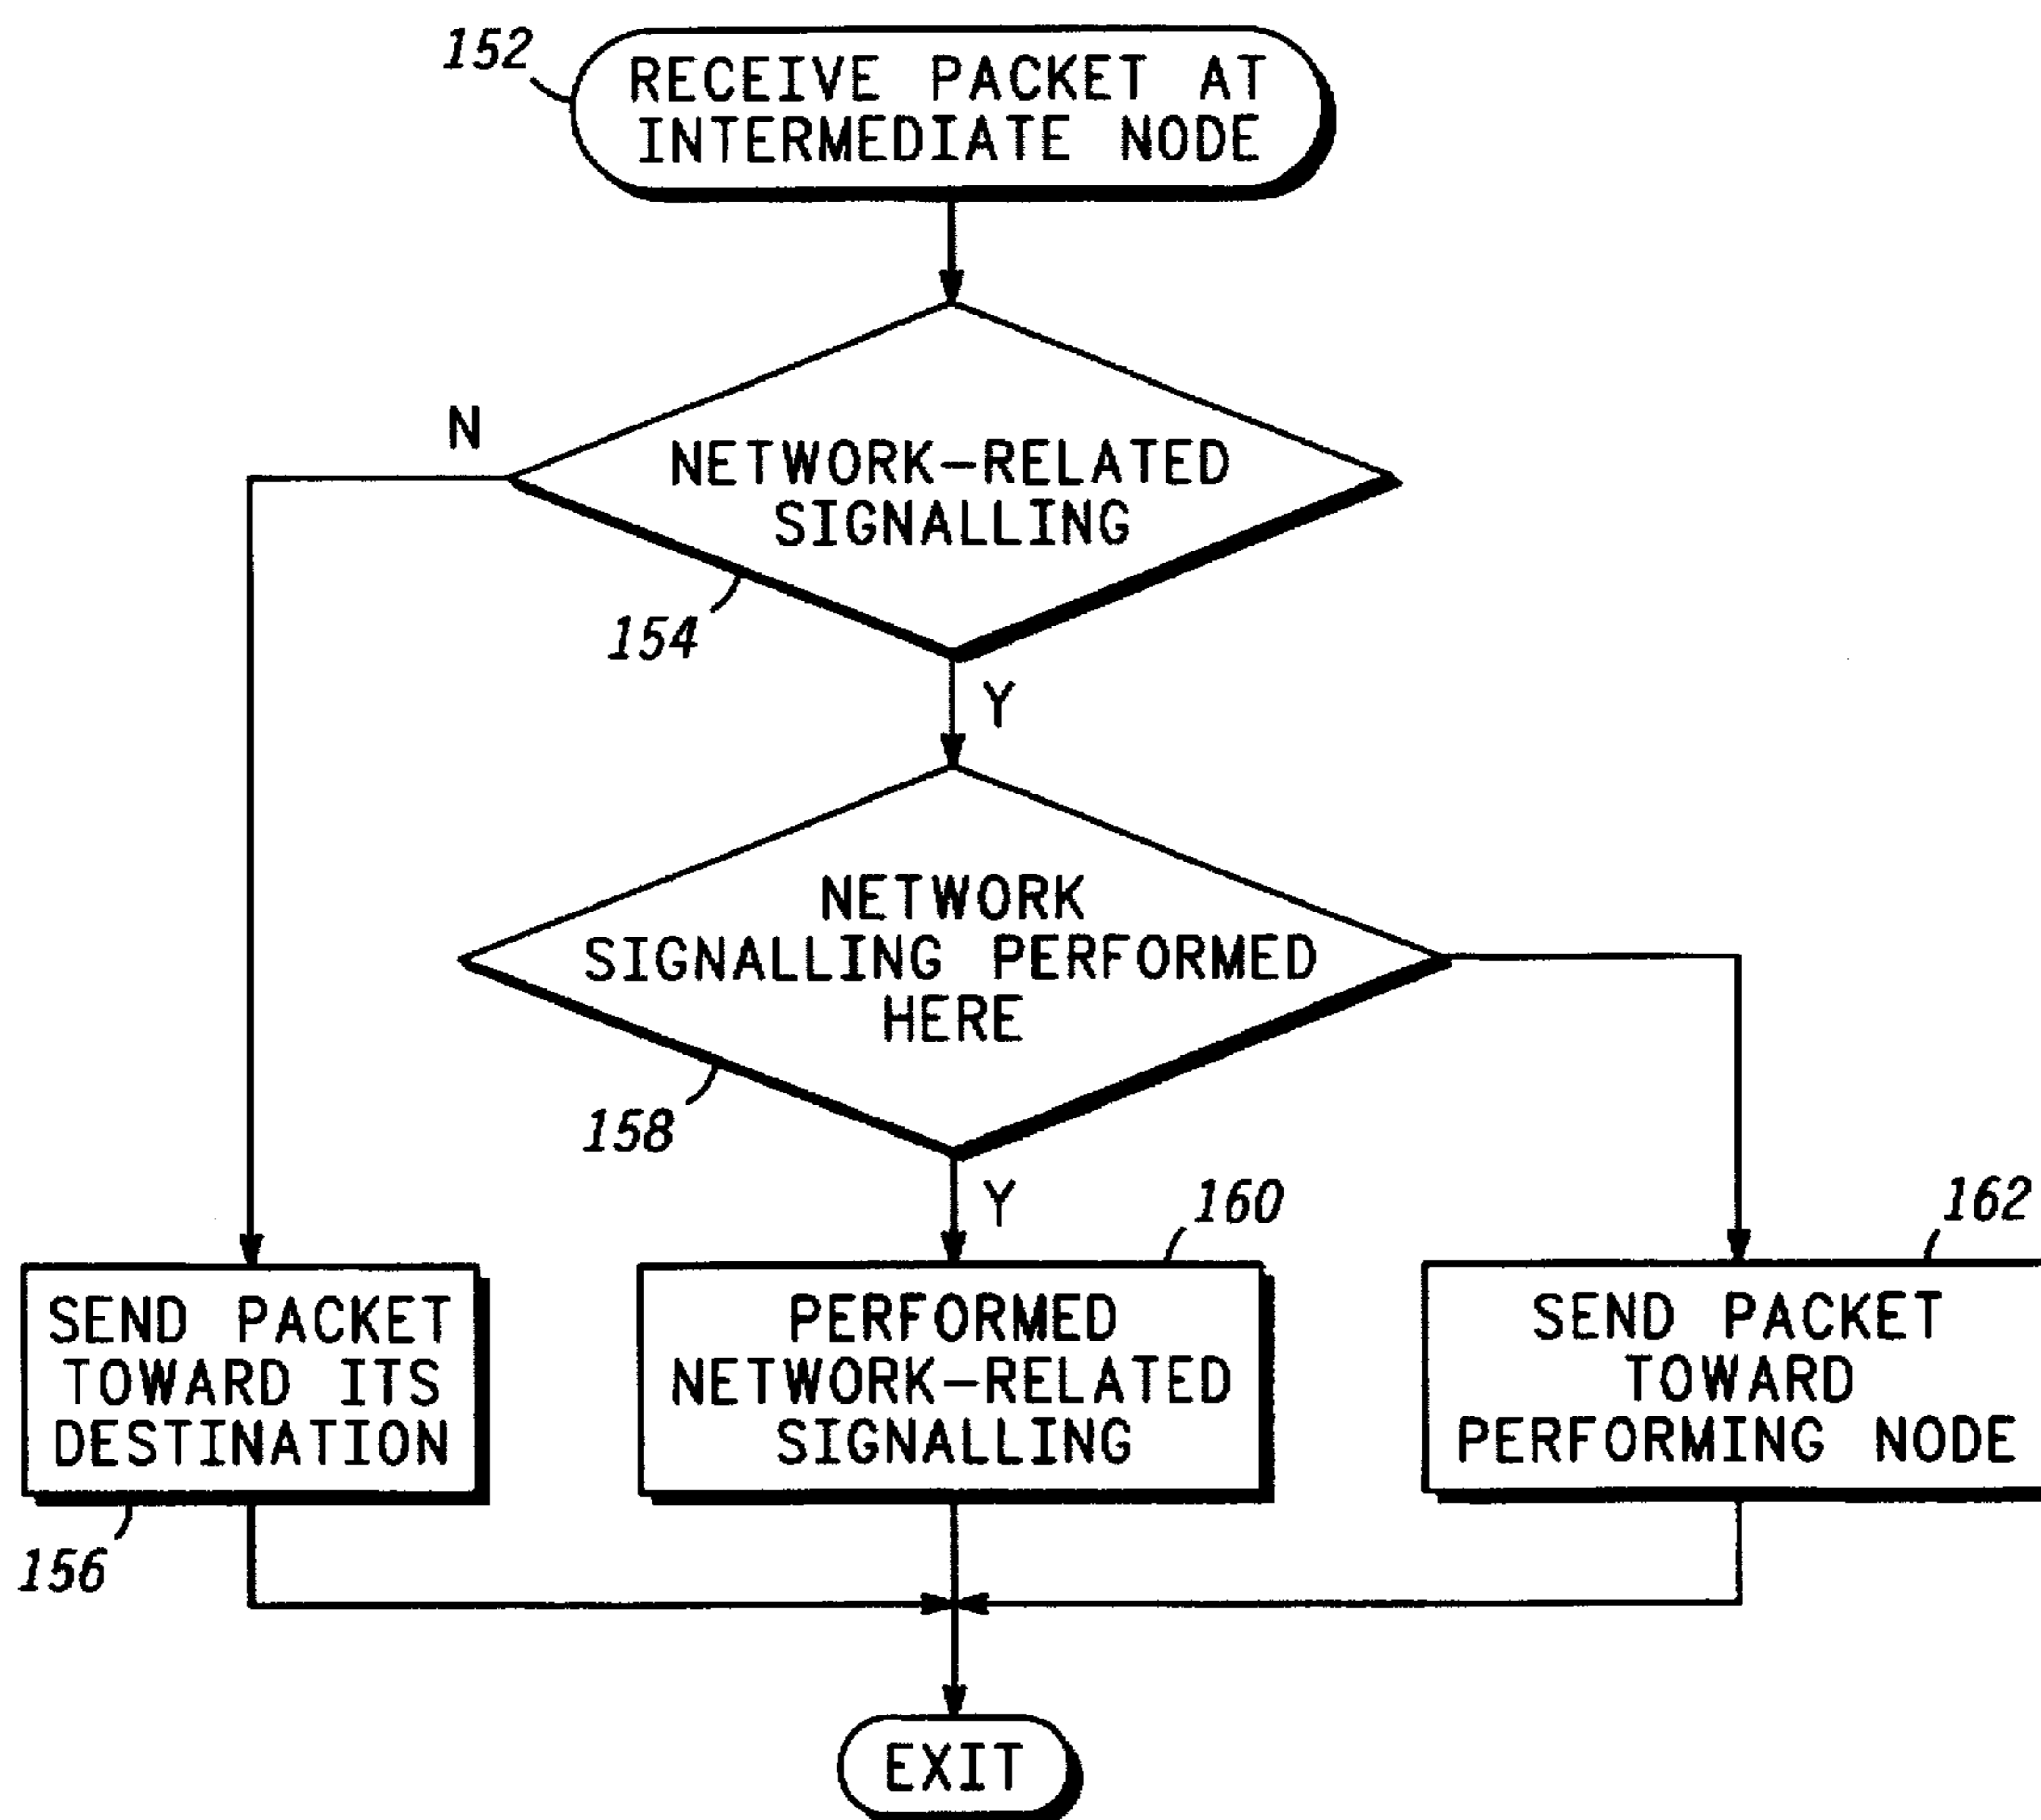 152
RECEIVE PACKET AT
INTERMEDIATE NODE
N
NETWORK-RELATED
SIGNALLING
154
Y
NETWORK
SIGNALLING PERFORMED
HERE
158
Y
160
162
SEND PACKET
TOWARD ITS
DESTINATION
PERFORMED
NETWORK-RELATED
SIGNALLING
SEND PACKET
TOWARD
PERFORMING NODE
156
EXIT